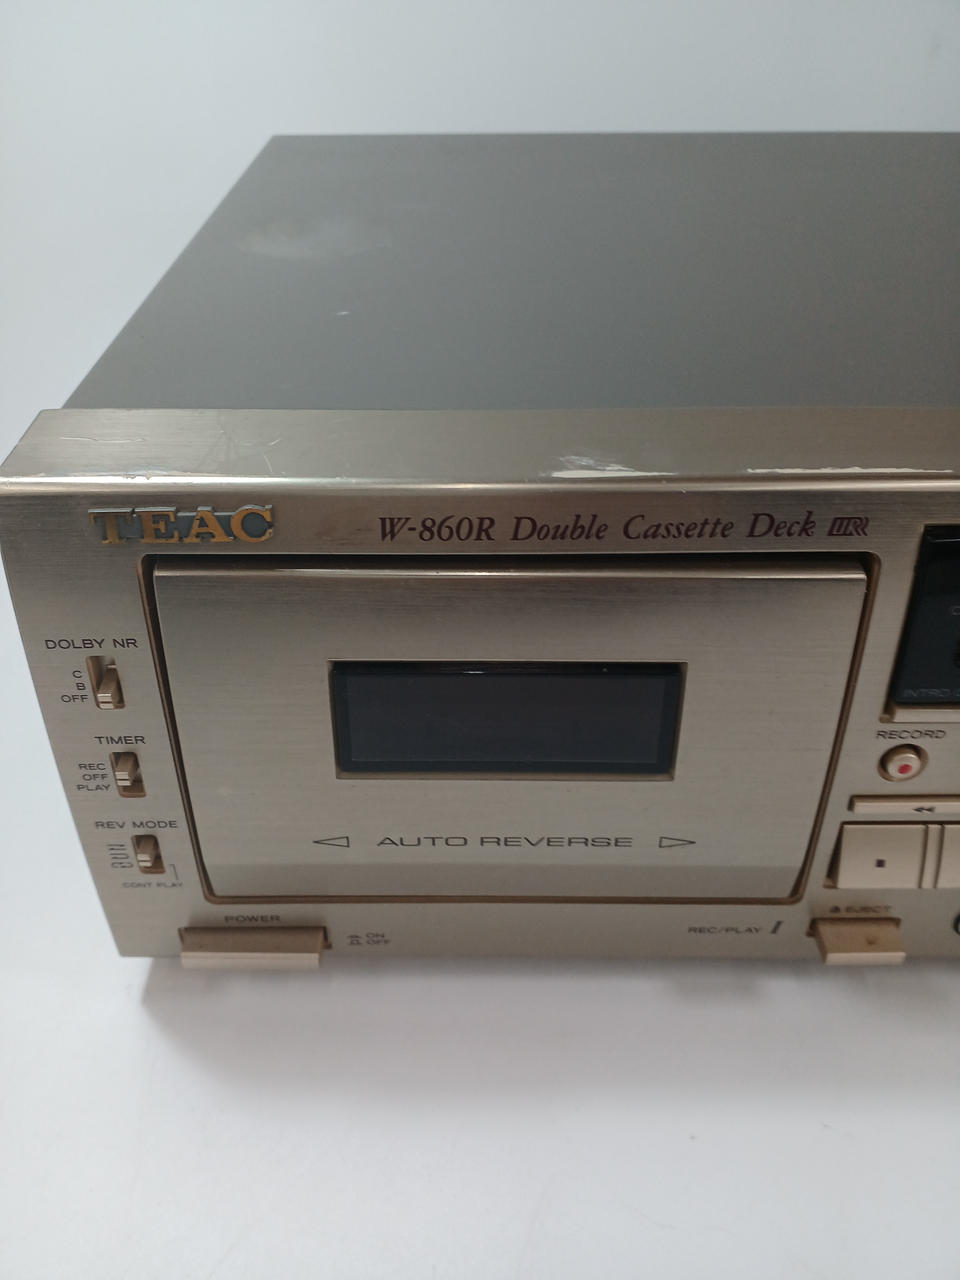 TEAC
W-860R Double Cassette Deck
DOLBY NR
C
B
OFF
TIMER
REC
OFF
PLAY
REV MODE
CONT PLAY
AUTO REVERSE
POWER
ON
OFF
REC/PLAY I
INTRO
RECORD
EJECT